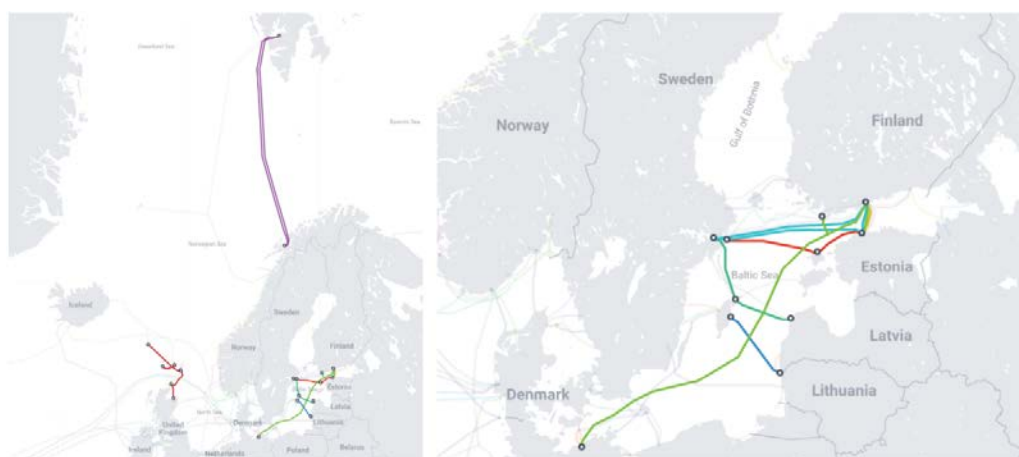 Greenland Sea
Barents Sea
Norwegian Sea
Iceland
Sweden
Finland
Norway
Estonia
Latvia
Lithuania
North Sea
Denmark
United
Kingdom
Ireland
Netherlands
Poland
Belarus
Sweden
Gulf of Bothnia
Finland
Norway
Baltic Sea
Estonia
Latvia
Lithuania
Denmark